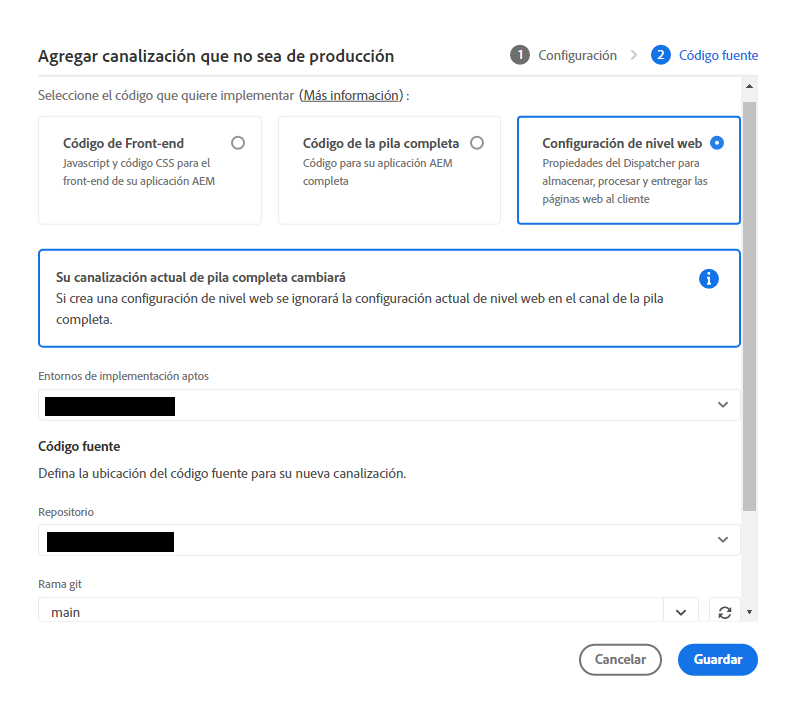 Agregar canalización que no sea de producción
1 Configuración > 2 Código fuente
Seleccione el código que quiere implementar (Más información) :
Código de Front-end
Javascript y código CSS para el
front-end de su aplicación AEM
Código de la pila completa
Código para su aplicación AEM
completa
Configuración de nivel web
Propiedades del Dispatcher para
almacenar, procesar y entregar las
páginas web al cliente
Su canalización actual de pila completa cambiará
Si crea una configuración de nivel web se ignorará la configuración actual de nivel web en el canal de la pila
completa.
Entornos de implementación aptos
Código fuente
Defina la ubicación del código fuente para su nueva canalización.
Repositorio
Rama git
main
Cancelar
Guardar